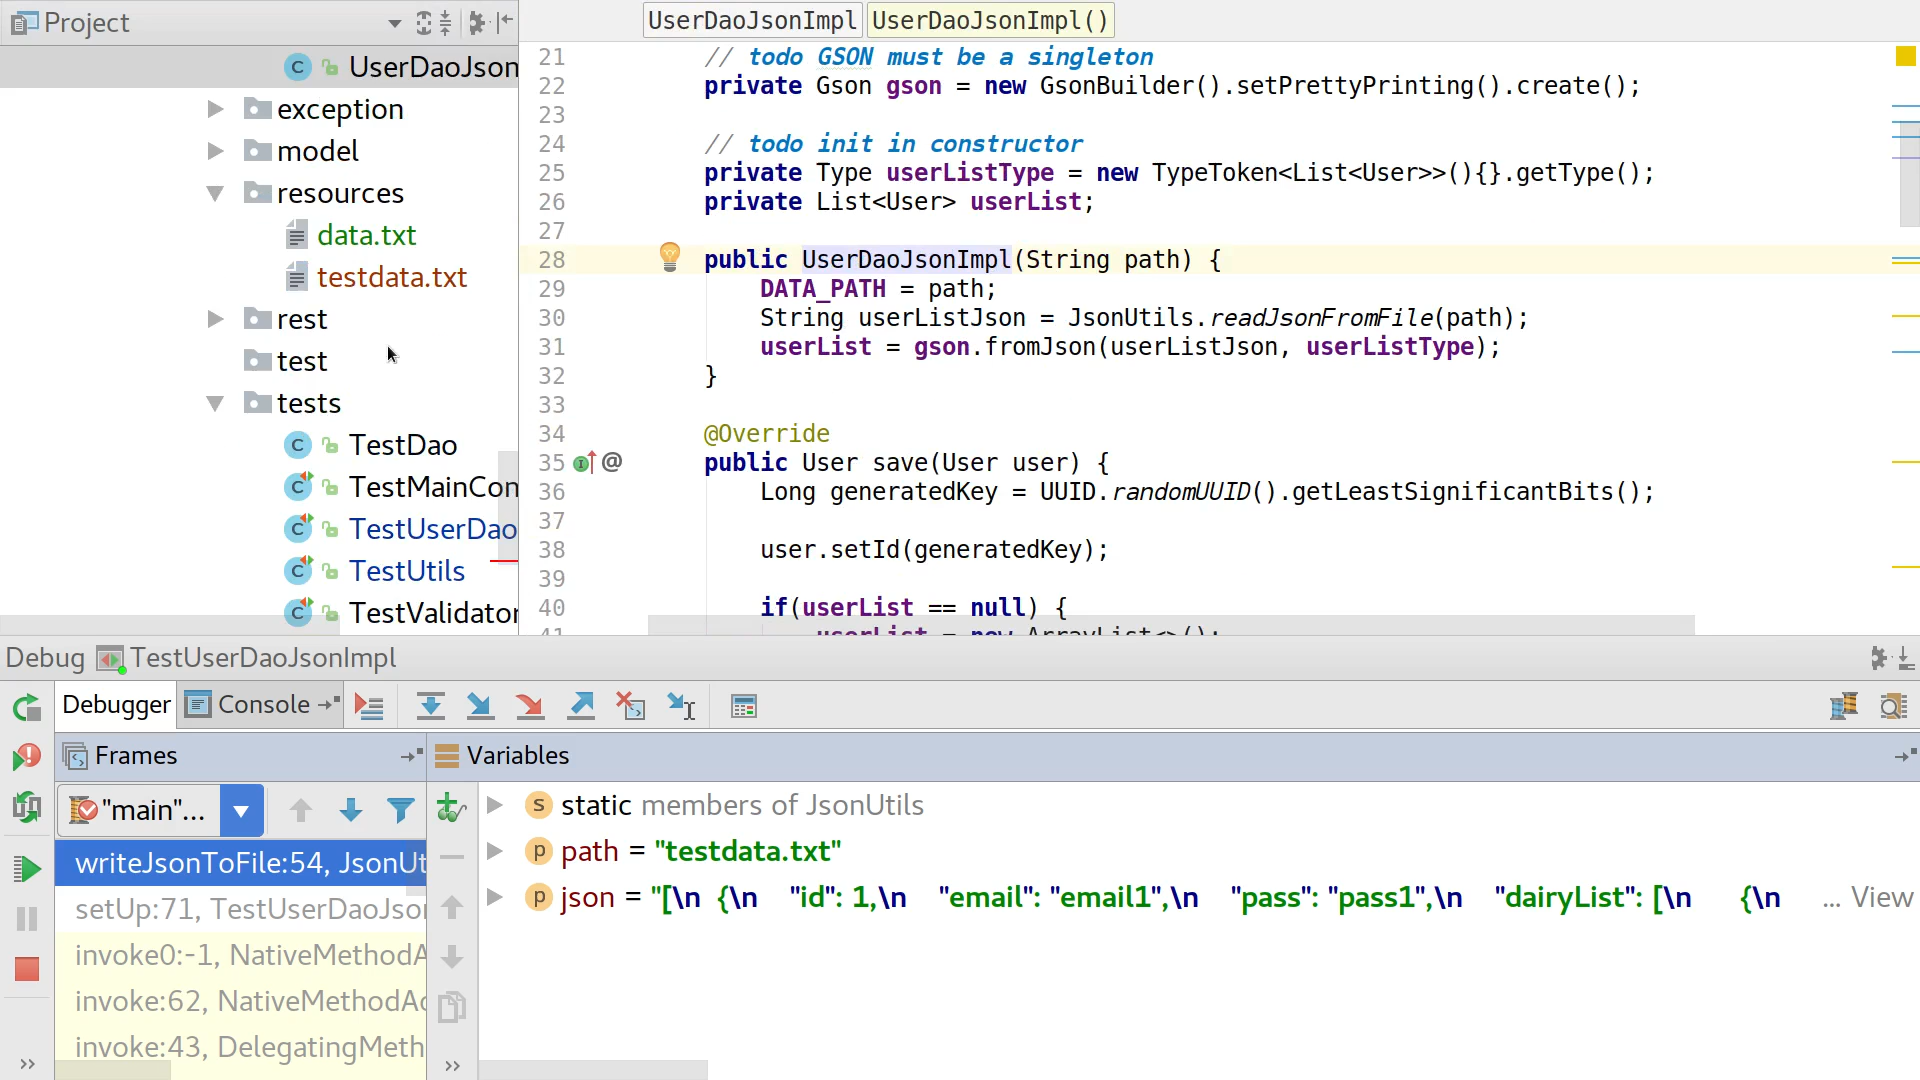 Project
UserDaoJson
exception
model
resources
data.txt
testdata.txt
rest
test
tests
TestDao
TestMainCon
TestUserDao
TestUtils
TestValidator
UserDaoJsonImpl UserDaoJsonImpl()
21 // todo GSON must be a singleton
22 private Gson gson = new GsonBuilder().setPrettyPrinting().create();
23
24 // todo init in constructor
25 private Type userListType = new TypeToken<List<User>>(){}.getType();
26 private List<User> userList;
27
28 public UserDaoJsonImpl(String path) {
29 DATA_PATH = path;
30 String userListJson = JsonUtils.readJsonFromFile(path);
31 userList = gson.fromJson(userListJson, userListType);
32 }
33
34 @Override
35 @ public User save(User user) {
36 Long generatedKey = UUID.randomUUID().getLeastSignificantBits();
37
38 user.setId(generatedKey);
39
40 if(userList == null) {
41 userList = new ArrayList<>();
Debug TestUserDaoJsonImpl
Debugger Console
Frames
"main"...
writeJsonToFile:54, JsonUt
setUp:71, TestUserDaoJson
invoke0:-1, NativeMethodA
invoke:62, NativeMethodAc
invoke:43, DelegatingMeth
Variables
static members of JsonUtils
path = "testdata.txt"
json = "[\n {\n "id": 1,\n "email": "email1",\n "pass": "pass1",\n "dairyList": [\n {\n ... View